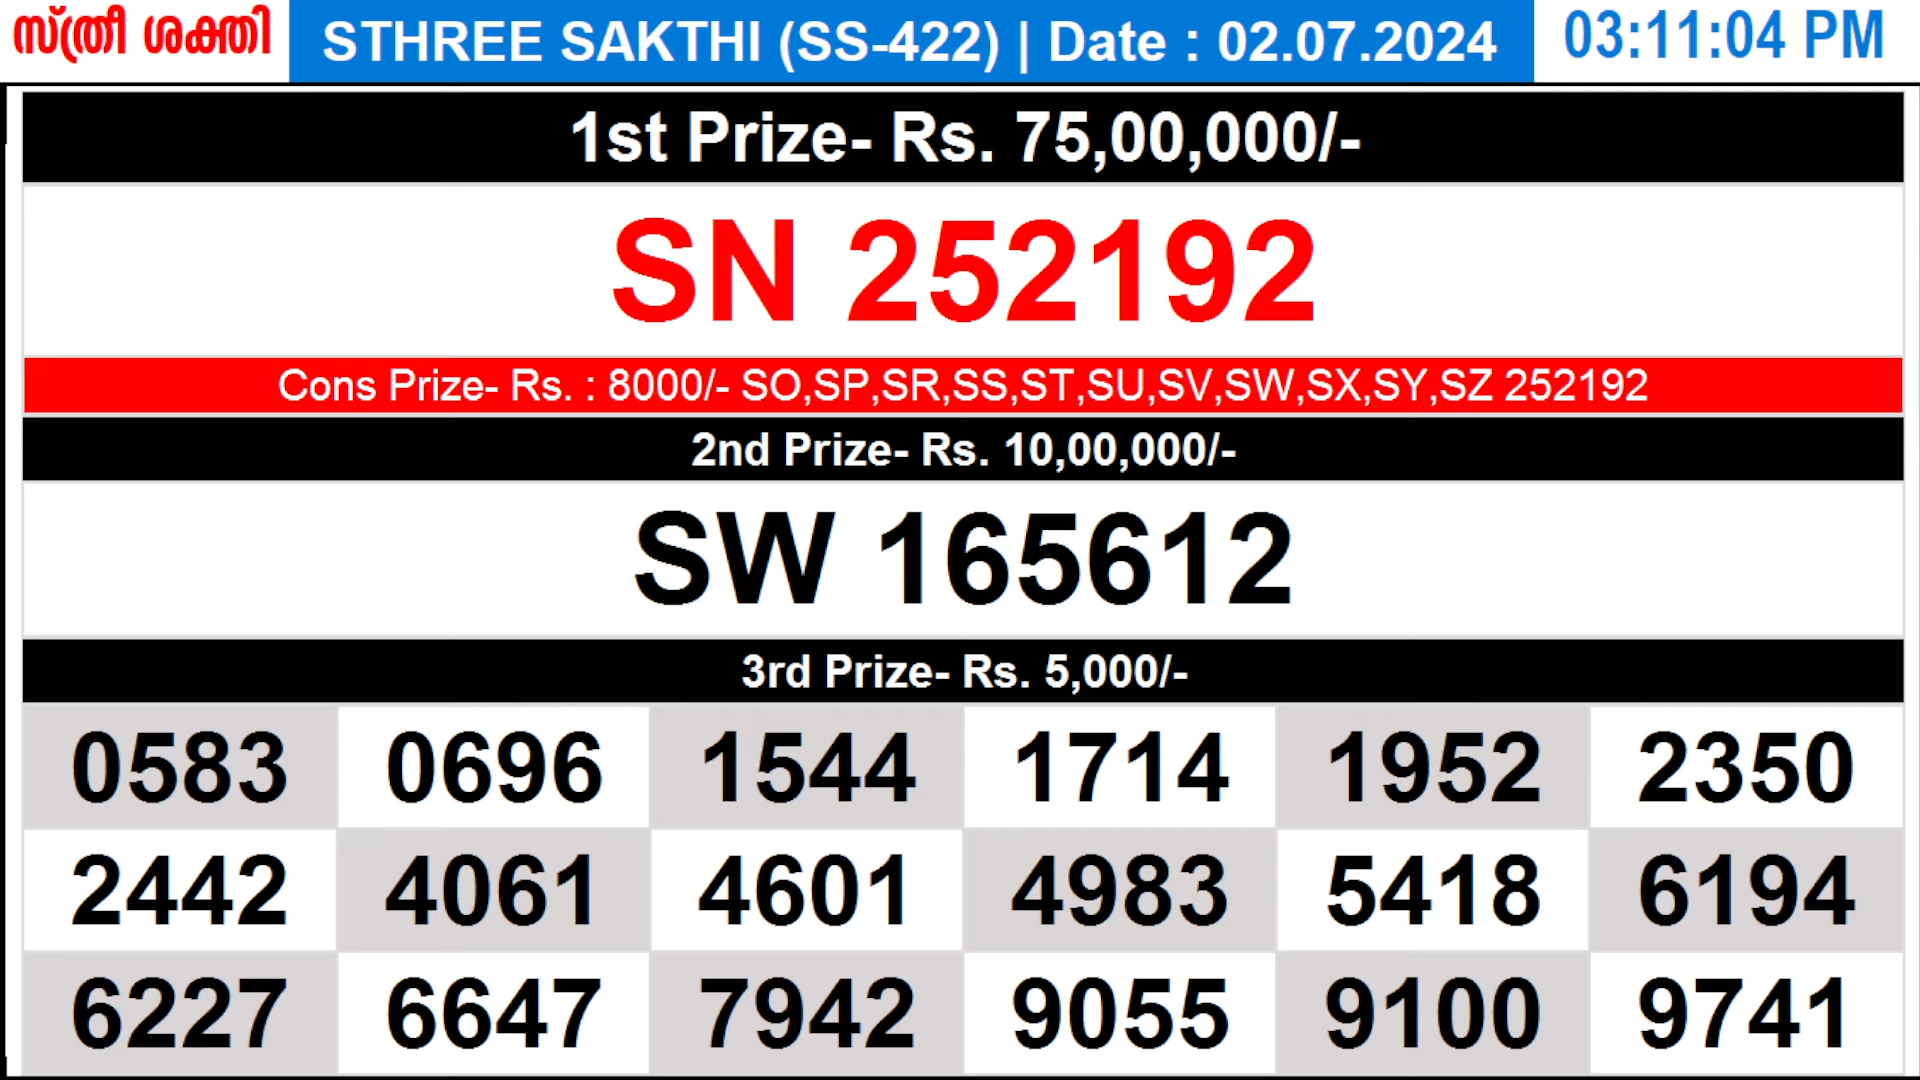 സ്ത്രീ ശക്തി STHREE SAKTHI (SS-422) | Date : 02.07.2024 03:11:04 PM
1st Prize- Rs. 75,00,000/-
SN 252192
Cons Prize- Rs. : 8000/- SO,SP,SR,SS,ST,SU,SV,SW,SX,SY,SZ 252192
2nd Prize- Rs. 10,00,000/-
SW 165612
3rd Prize- Rs. 5,000/-
0583 0696 1544 1714 1952 2350
2442 4061 4601 4983 5418 6194
6227 6647 7942 9055 9100 9741